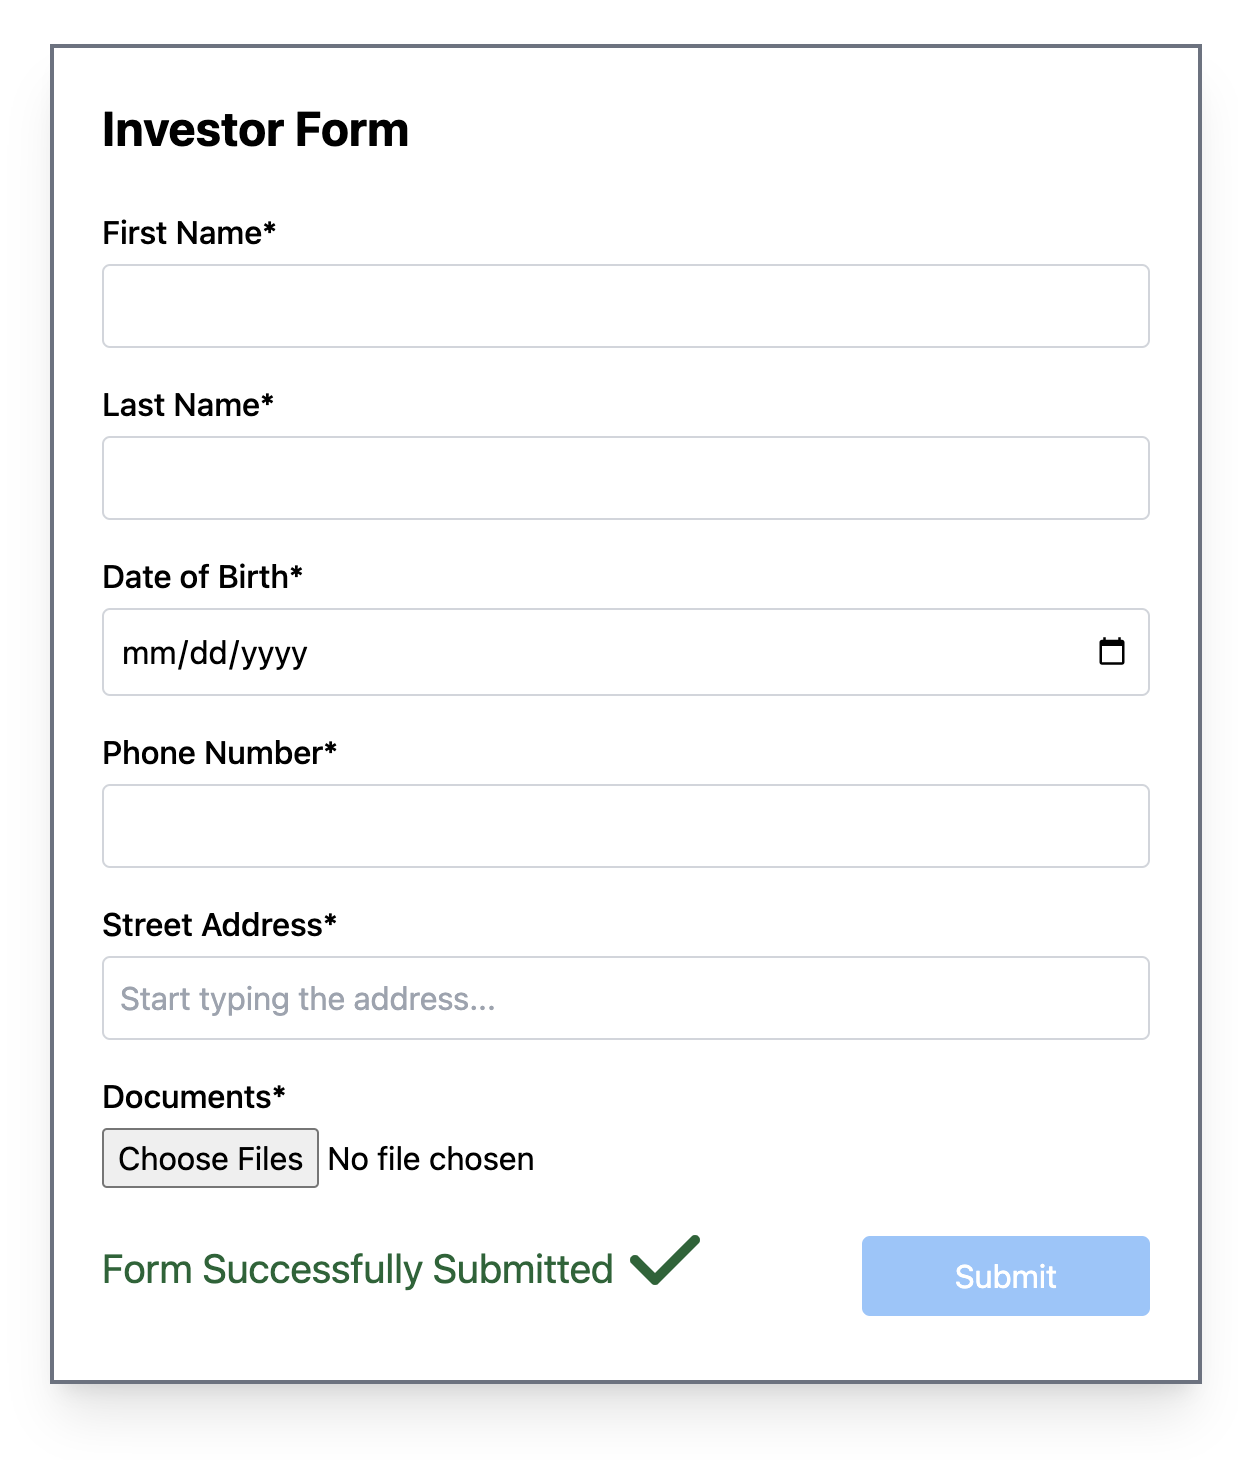 Investor Form
First Name*
Last Name*
Date of Birth*
mm/dd/yyyy
Phone Number*
Street Address*
Start typing the address...
Documents*
Choose Files No file chosen
Form Successfully Submitted
Submit